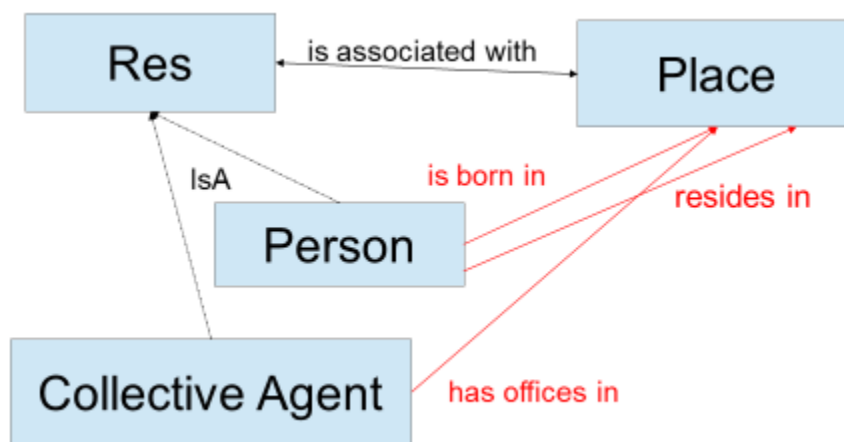 Res
is associated with
Place
IsA
is born in
resides in
Person
Collective Agent
has offices in